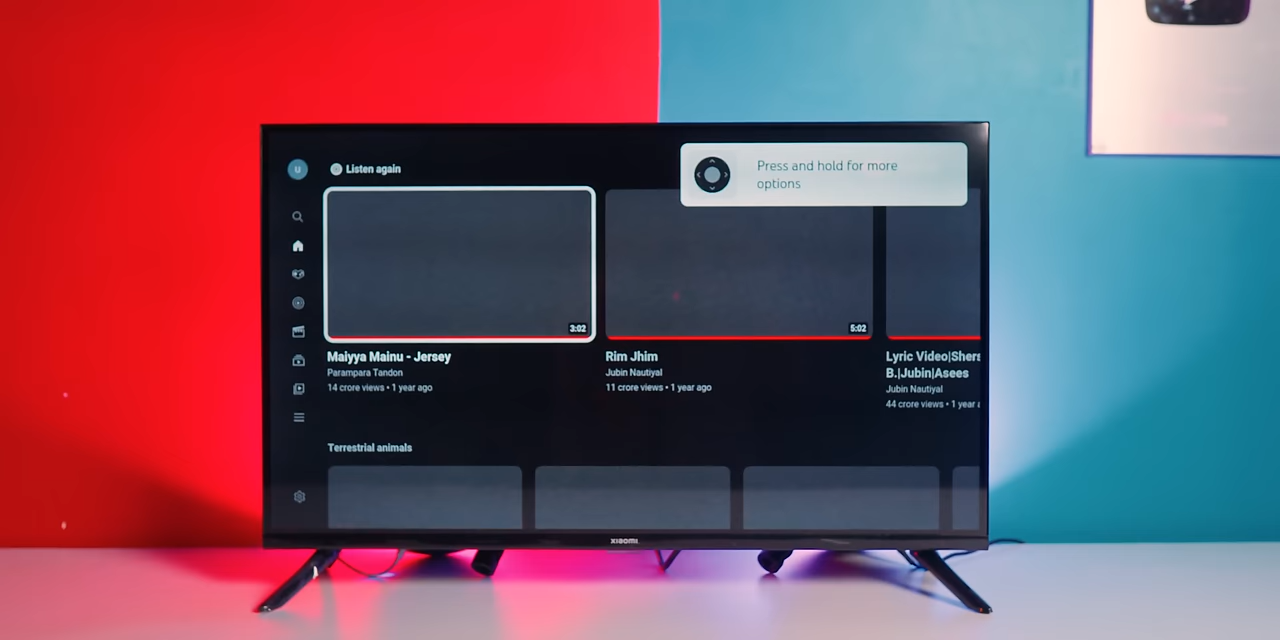 U
Listen again
Press and hold for more
options
3:02
5:02
Maiyya Mainu - Jersey
Parampara Tandon
14 crore views • 1 year ago
Rim Jhim
Jubin Nautiyal
11 crore views • 1 year ago
Lyric Video|Shers
B.|Jubin|Asees
Jubin Nautiyal
44 crore views • 1 year a
Terrestrial animals
xiaomi